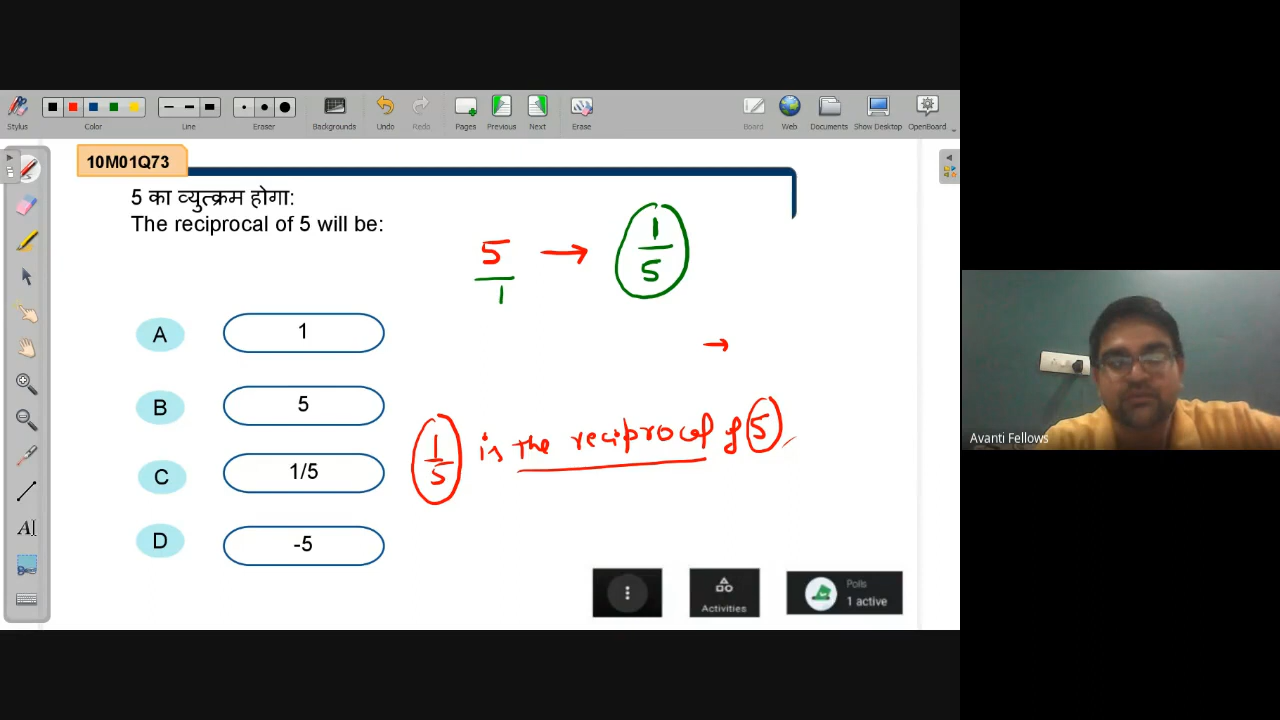 Stylus
Color
Line
Eraser
Backgrounds
Undo
Redo
Pages
Previous
Next
Erase
Board
Web
Documents
Show Desktop
OpenBoard
10M01Q73
5 का व्युत्क्रम होगा:
The reciprocal of 5 will be:
5/1 → 1/5
A 1
→
B 5
1/5 is the reciprocal of 5
C 1/5
D -5
Activities
Polls
1 active
Avanti Fellows